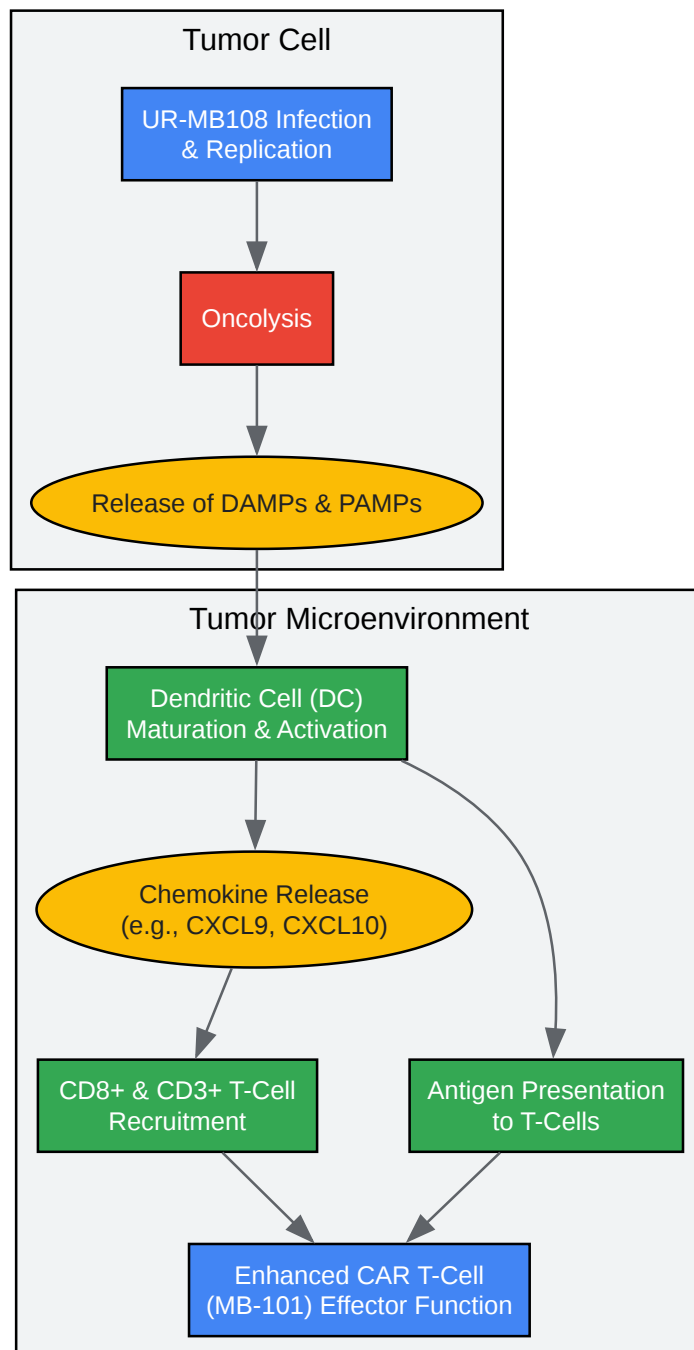 Tumor Cell
UR-MB108 Infection
& Replication
Oncolysis
Release of DAMPs & PAMPs
Tumor Microenvironment
Dendritic Cell (DC)
Maturation & Activation
Chemokine Release
(e.g., CXCL9, CXCL10)
CD8+ & CD3+ T-Cell
Recruitment
Antigen Presentation
to T-Cells
Enhanced CAR T-Cell
(MB-101) Effector Function